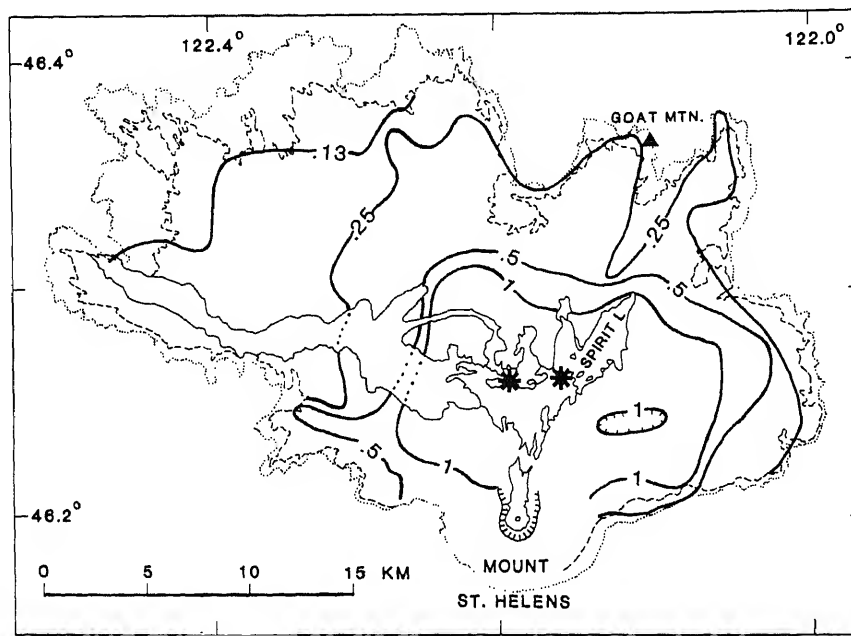 122.4°
122.0°
46.4°
GOAT MTN.
.13
.25
.25
.5
.5
1
SPIRIT L.
1
.5
1
1
46.2°
0 5 10 15 KM
MOUNT
ST. HELENS